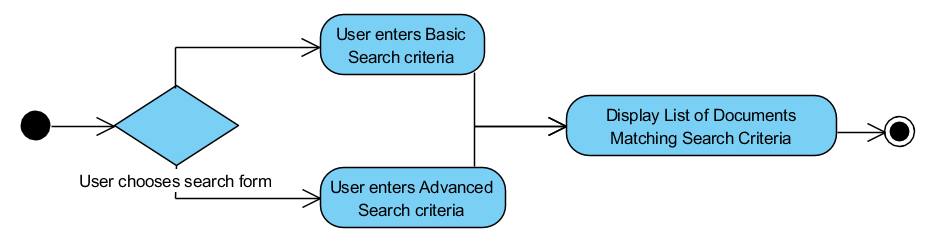 User enters Basic
Search criteria
Display List of Documents
Matching Search Criteria
User chooses search form
User enters Advanced
Search criteria